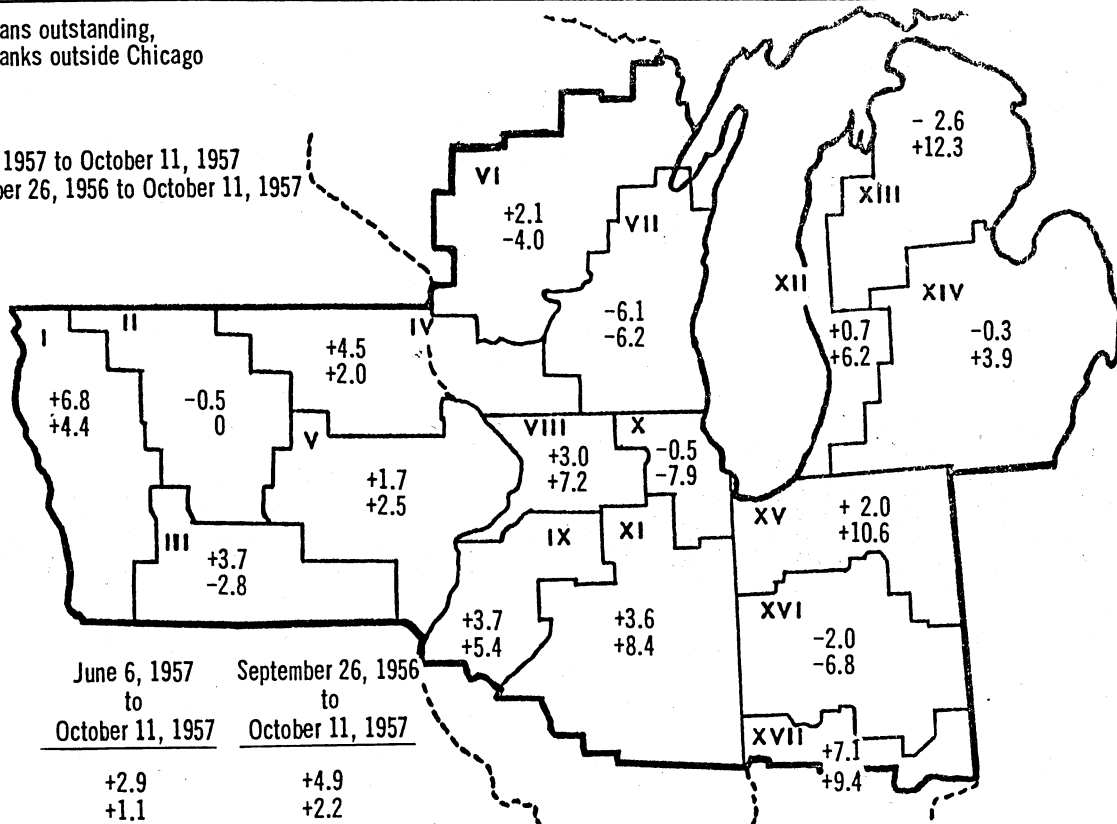 ans outstanding,
anks outside Chicago
1957 to October 11, 1957
ber 26, 1956 to October 11, 1957
- 2.6
+12.3
XIII
VI
+2.1
-4.0
VII
-6.1
-6.2
XII
+0.7
+6.2
XIV
-0.3
+3.9
I
+6.8
+4.4
II
-0.5
0
IV
+4.5
+2.0
V
+1.7
+2.5
III
+3.7
-2.8
VIII
+3.0
+7.2
X
-0.5
-7.9
IX
+3.7
+5.4
XI
+3.6
+8.4
XV
+ 2.0
+10.6
XVI
-2.0
-6.8
XVII
+7.1
+9.4
June 6, 1957 September 26, 1956
to to
October 11, 1957 October 11, 1957
+2.9 +4.9
+1.1 +2.2